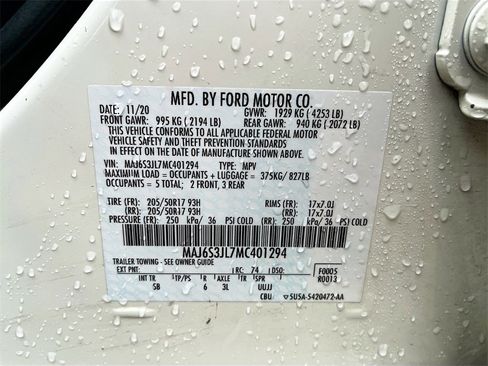 MFD. BY FORD MOTOR CO.
DATE: 11/20 GVWR: 1929 KG ( 4253 LB)
FRONT GAWR: 995 KG ( 2194 LB) REAR GAWR: 940 KG ( 2072 LB)
THIS VEHICLE CONFORMS TO ALL APPLICABLE FEDERAL MOTOR
VEHICLE SAFETY AND THEFT PREVENTION STANDARDS IN EFFECT ON THE
DATE OF MANUFACTURE SHOWN ABOVE.
VIN: MAJ6S3JL7MC401294 TYPE: MPV
MAXIMUM LOAD = OCCUPANTS + LUGGAGE = 375KG/ 827LB
OCCUPANTS = 5 TOTAL; 2 FRONT, 3 REAR
TIRE (FR): 205/50R17 93H RIMS (FR): 17x7.0J
(RR): 205/50R17 93H (RR): 17x7.0J
PRESSURE (FR): 250 kPa/ 36 PSI COLD (RR): 250 kPa/ 36 PSI COLD
MAJ6S3JL7MC401294
TRAILER TOWING - SEE OWNER GUIDE
EXT PNT: RC: 74 DSO: F0005
R0013
INT TR TP/PS R AXLE TR SPR
5B 6 3L UUJJ
CBU 5U5A-5420472-AA